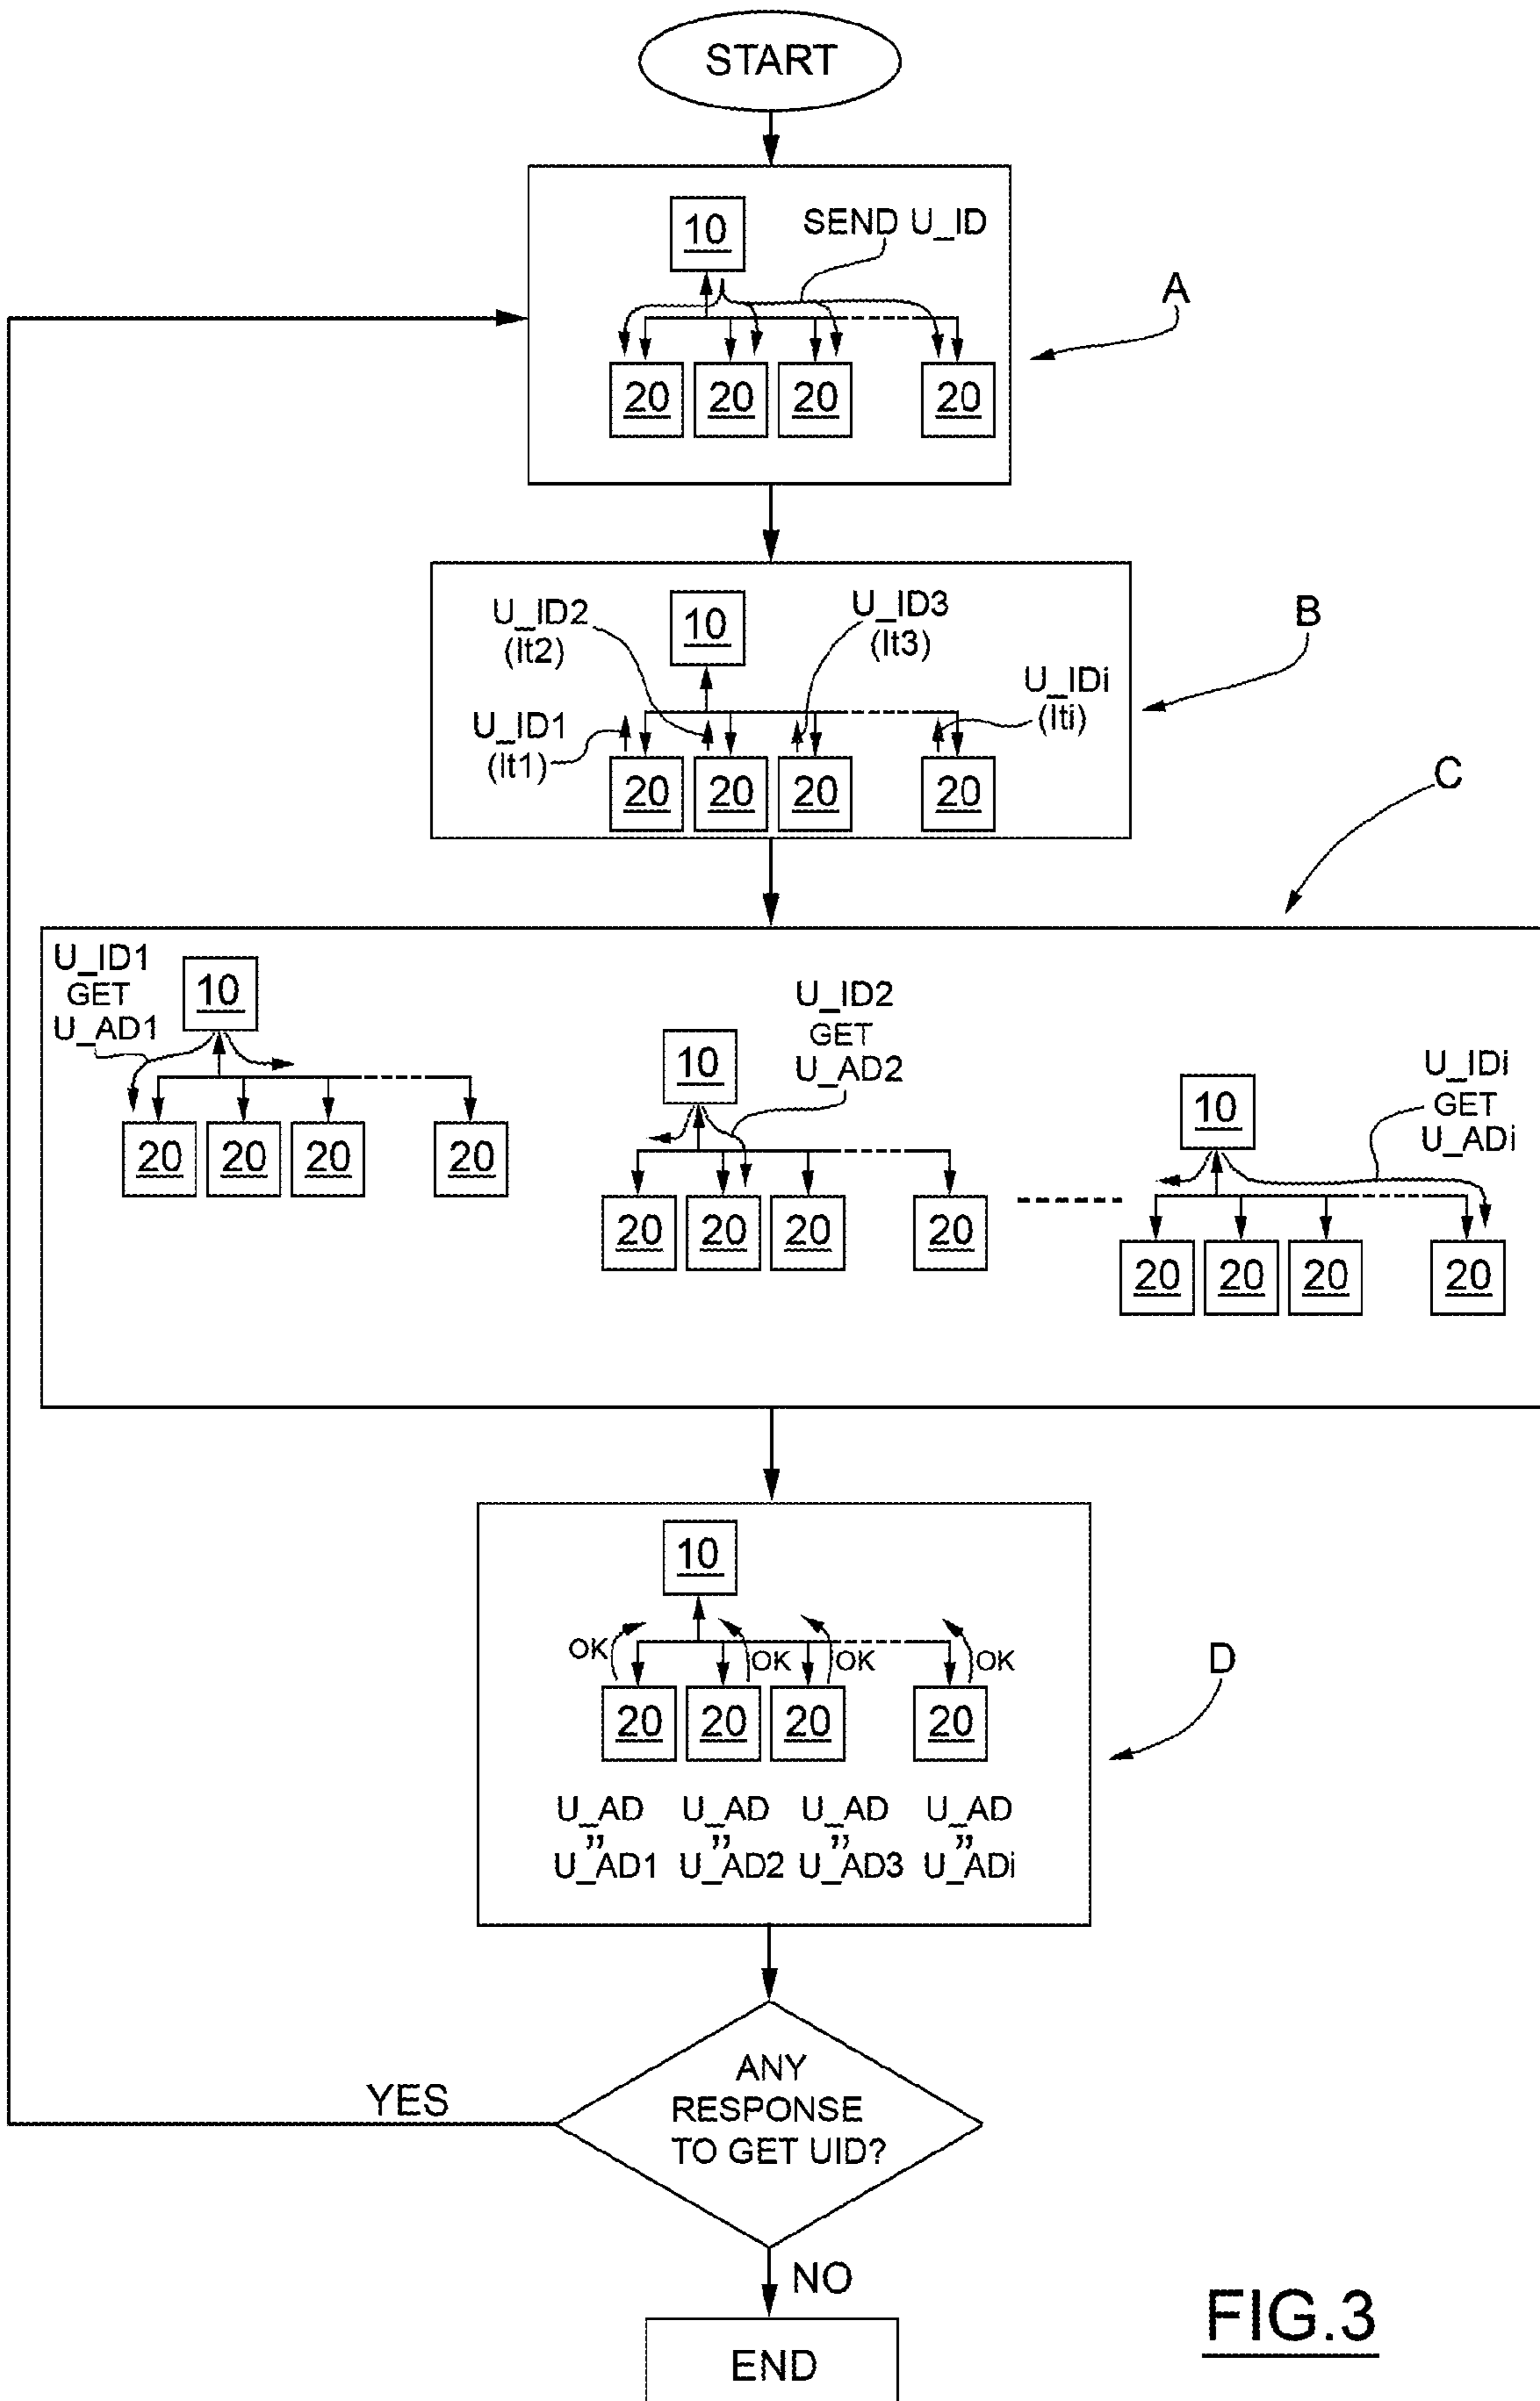 START
10
SEND U_ID
A
20 20 20 20
U_ID2
(It2)
10
U_ID3
(It3)
B
U_ID1
(It1)
U_IDi
(Iti)
20 20 20 20
C
U_ID1
GET
U_AD1
10
20 20 20 20
U_ID2
GET
U_AD2
10
20 20 20 20
U_IDi
GET
U_ADi
10
20 20 20 20
10
OK OK OK OK
D
20 20 20 20
U_AD U_AD U_AD U_AD
" " " "
U_AD1 U_AD2 U_AD3 U_ADi
ANY
RESPONSE
TO GET UID?
YES
NO
END
FIG.3